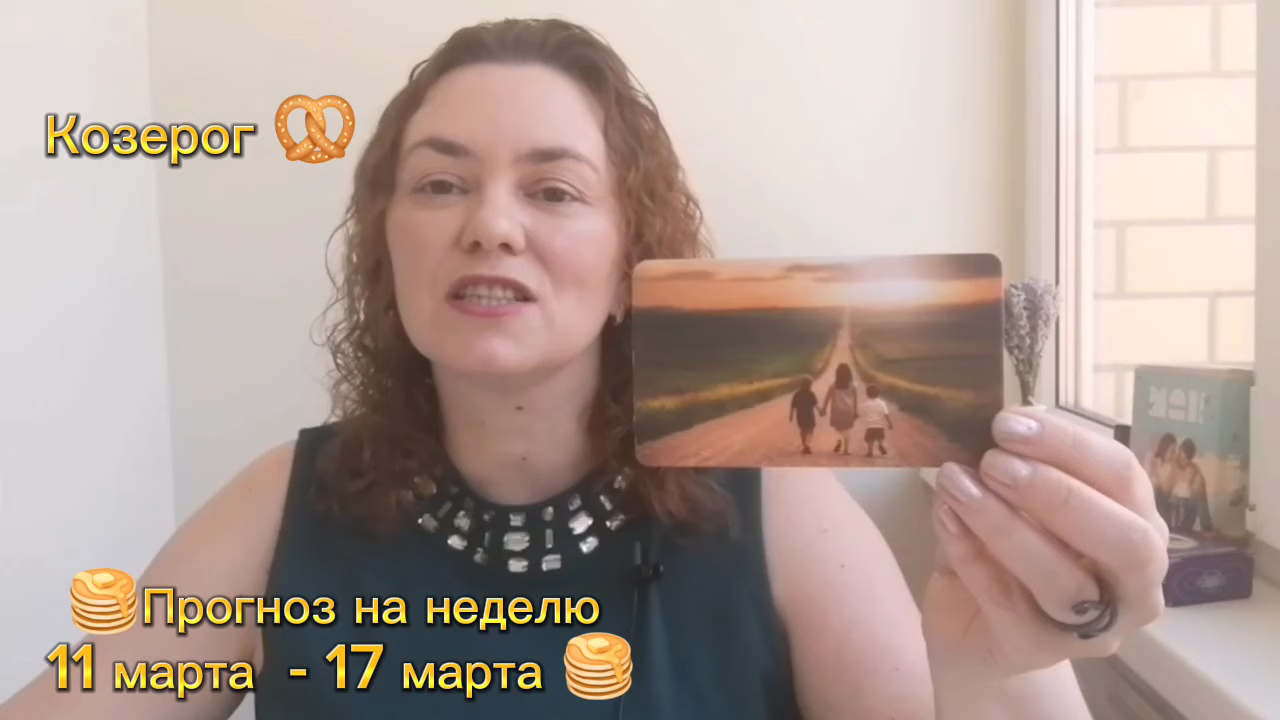 Козерог
Прогноз на неделю
11 марта - 17 марта